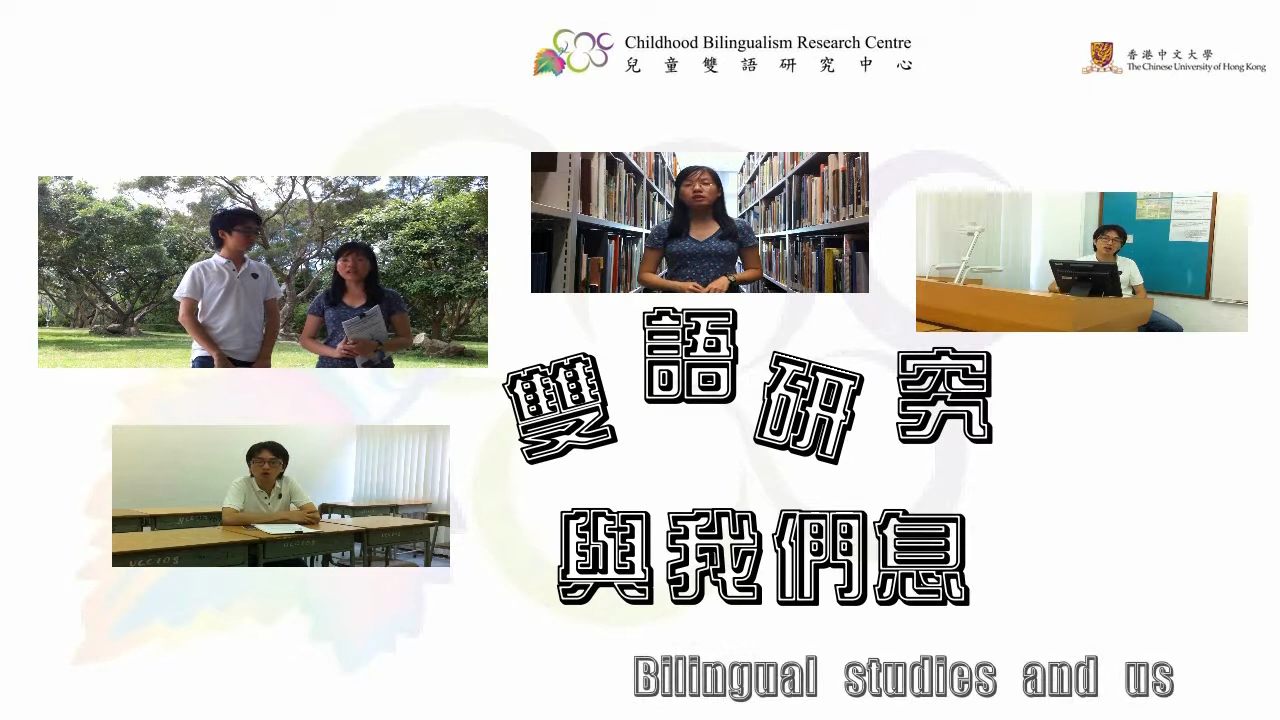 Childhood Bilingualism Research Centre
兒童雙語研究中心
香港中文大學
The Chinese University of Hong Kong
雙語研究
與我們息
Bilingual studies and us
UCC109